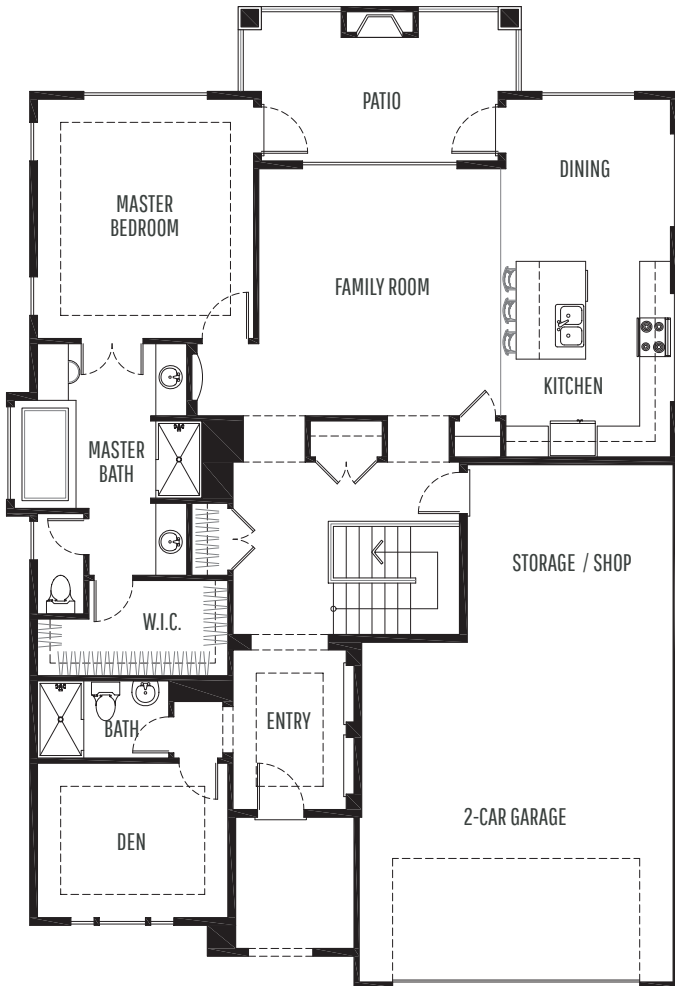 PATIO
DINING
MASTER
BEDROOM
FAMILY ROOM
KITCHEN
MASTER
BATH
STORAGE / SHOP
W.I.C.
ENTRY
BATH
2-CAR GARAGE
DEN